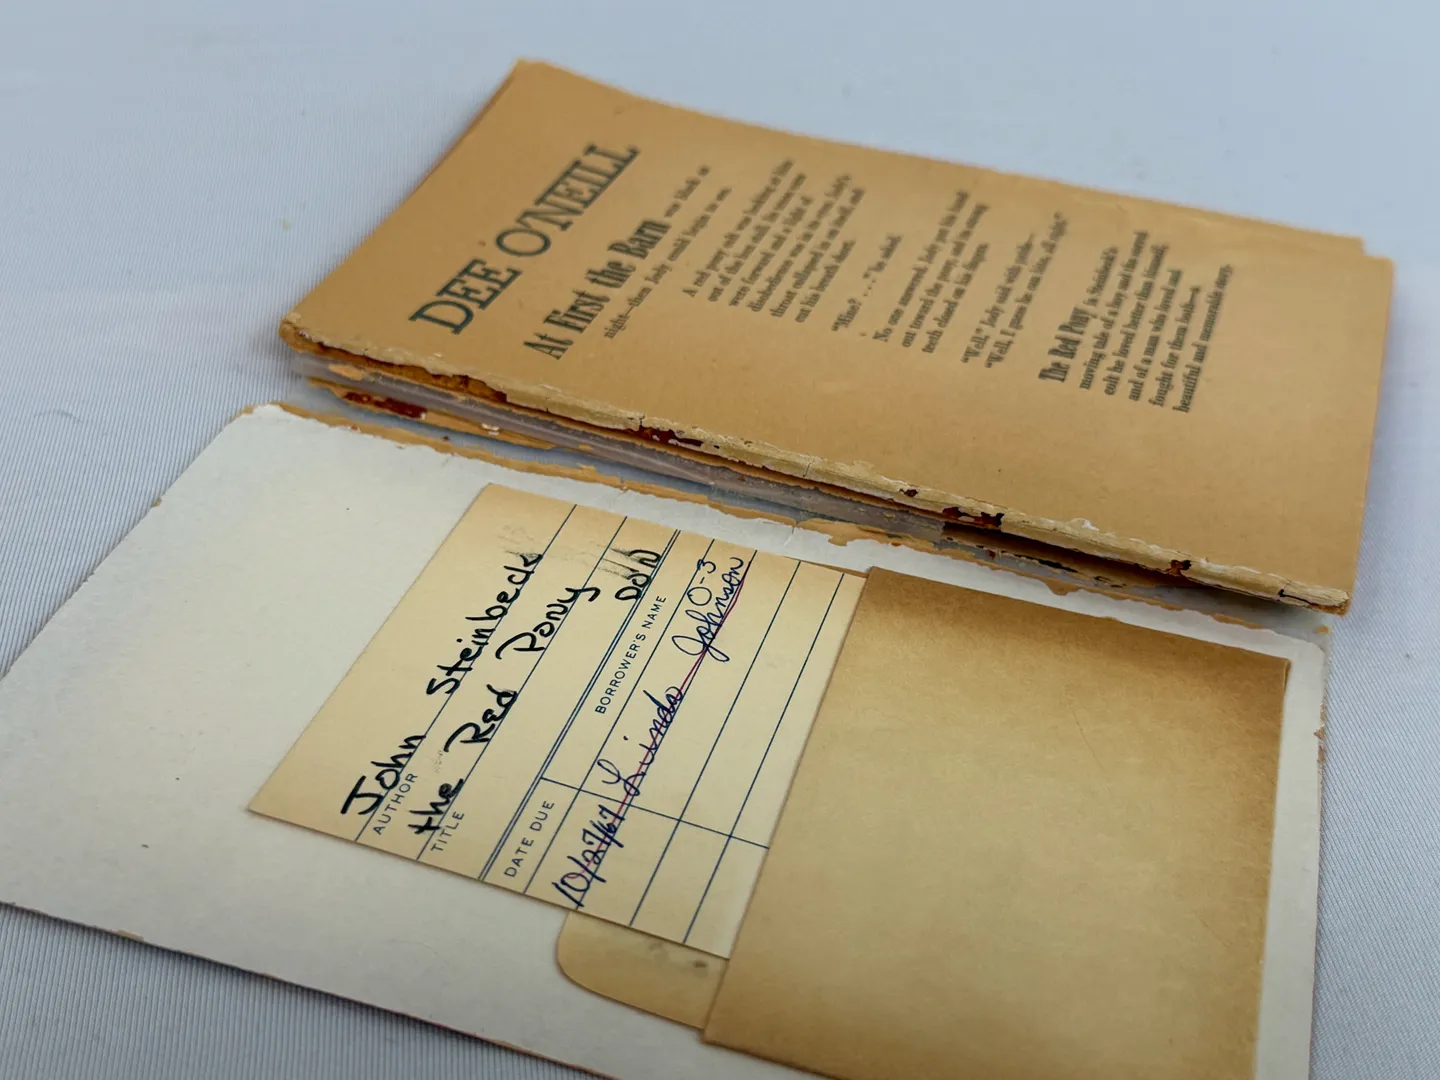 DEE O'NEILL
At First the Barn was black as
night—then Jody could begin to see.
A red pony colt was looking at him
out of the box stall. Its tense ears
were forward and a light of
disobedience was in its eyes. Jody's
throat collapsed in on itself and
cut his breath short.
"Mine? . . ." he asked.
No one answered. Jody put his hand
out toward the pony, and its strong
teeth closed on his fingers
"Well," Jody said with pride—
"Well, I guess he can bite, all right."
The Red Pony is Steinbeck's
moving tale of a boy and the sorrel
colt he loved better than himself,
and of a man who loved and
fought for them both—a
beautiful and memorable story.
John Steinbeck
AUTHOR
the Red Pony
TITLE
DATE DUE BORROWER'S NAME
10/27/67 Linda Johnson O-3